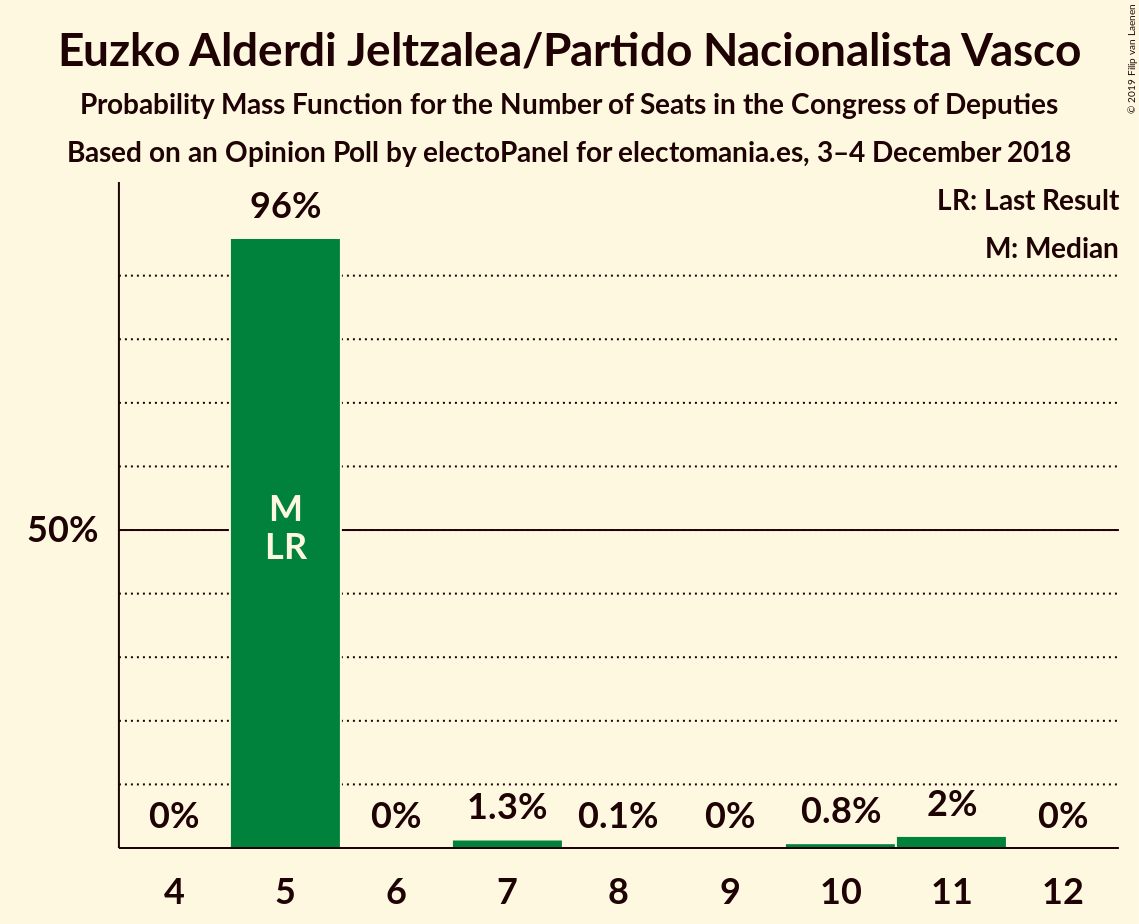 Euzko Alderdi Jeltzalea/Partido Nacionalista Vasco
Probability Mass Function for the Number of Seats in the Congress of Deputies
Based on an Opinion Poll by electoPanel for electomania.es, 3–4 December 2018
© 2019 Filip van Laenen
LR: Last Result
M: Median
96%
M
LR
50%
0%
0%
1.3%
0.1%
0%
0.8%
2%
0%
4 5 6 7 8 9 10 11 12